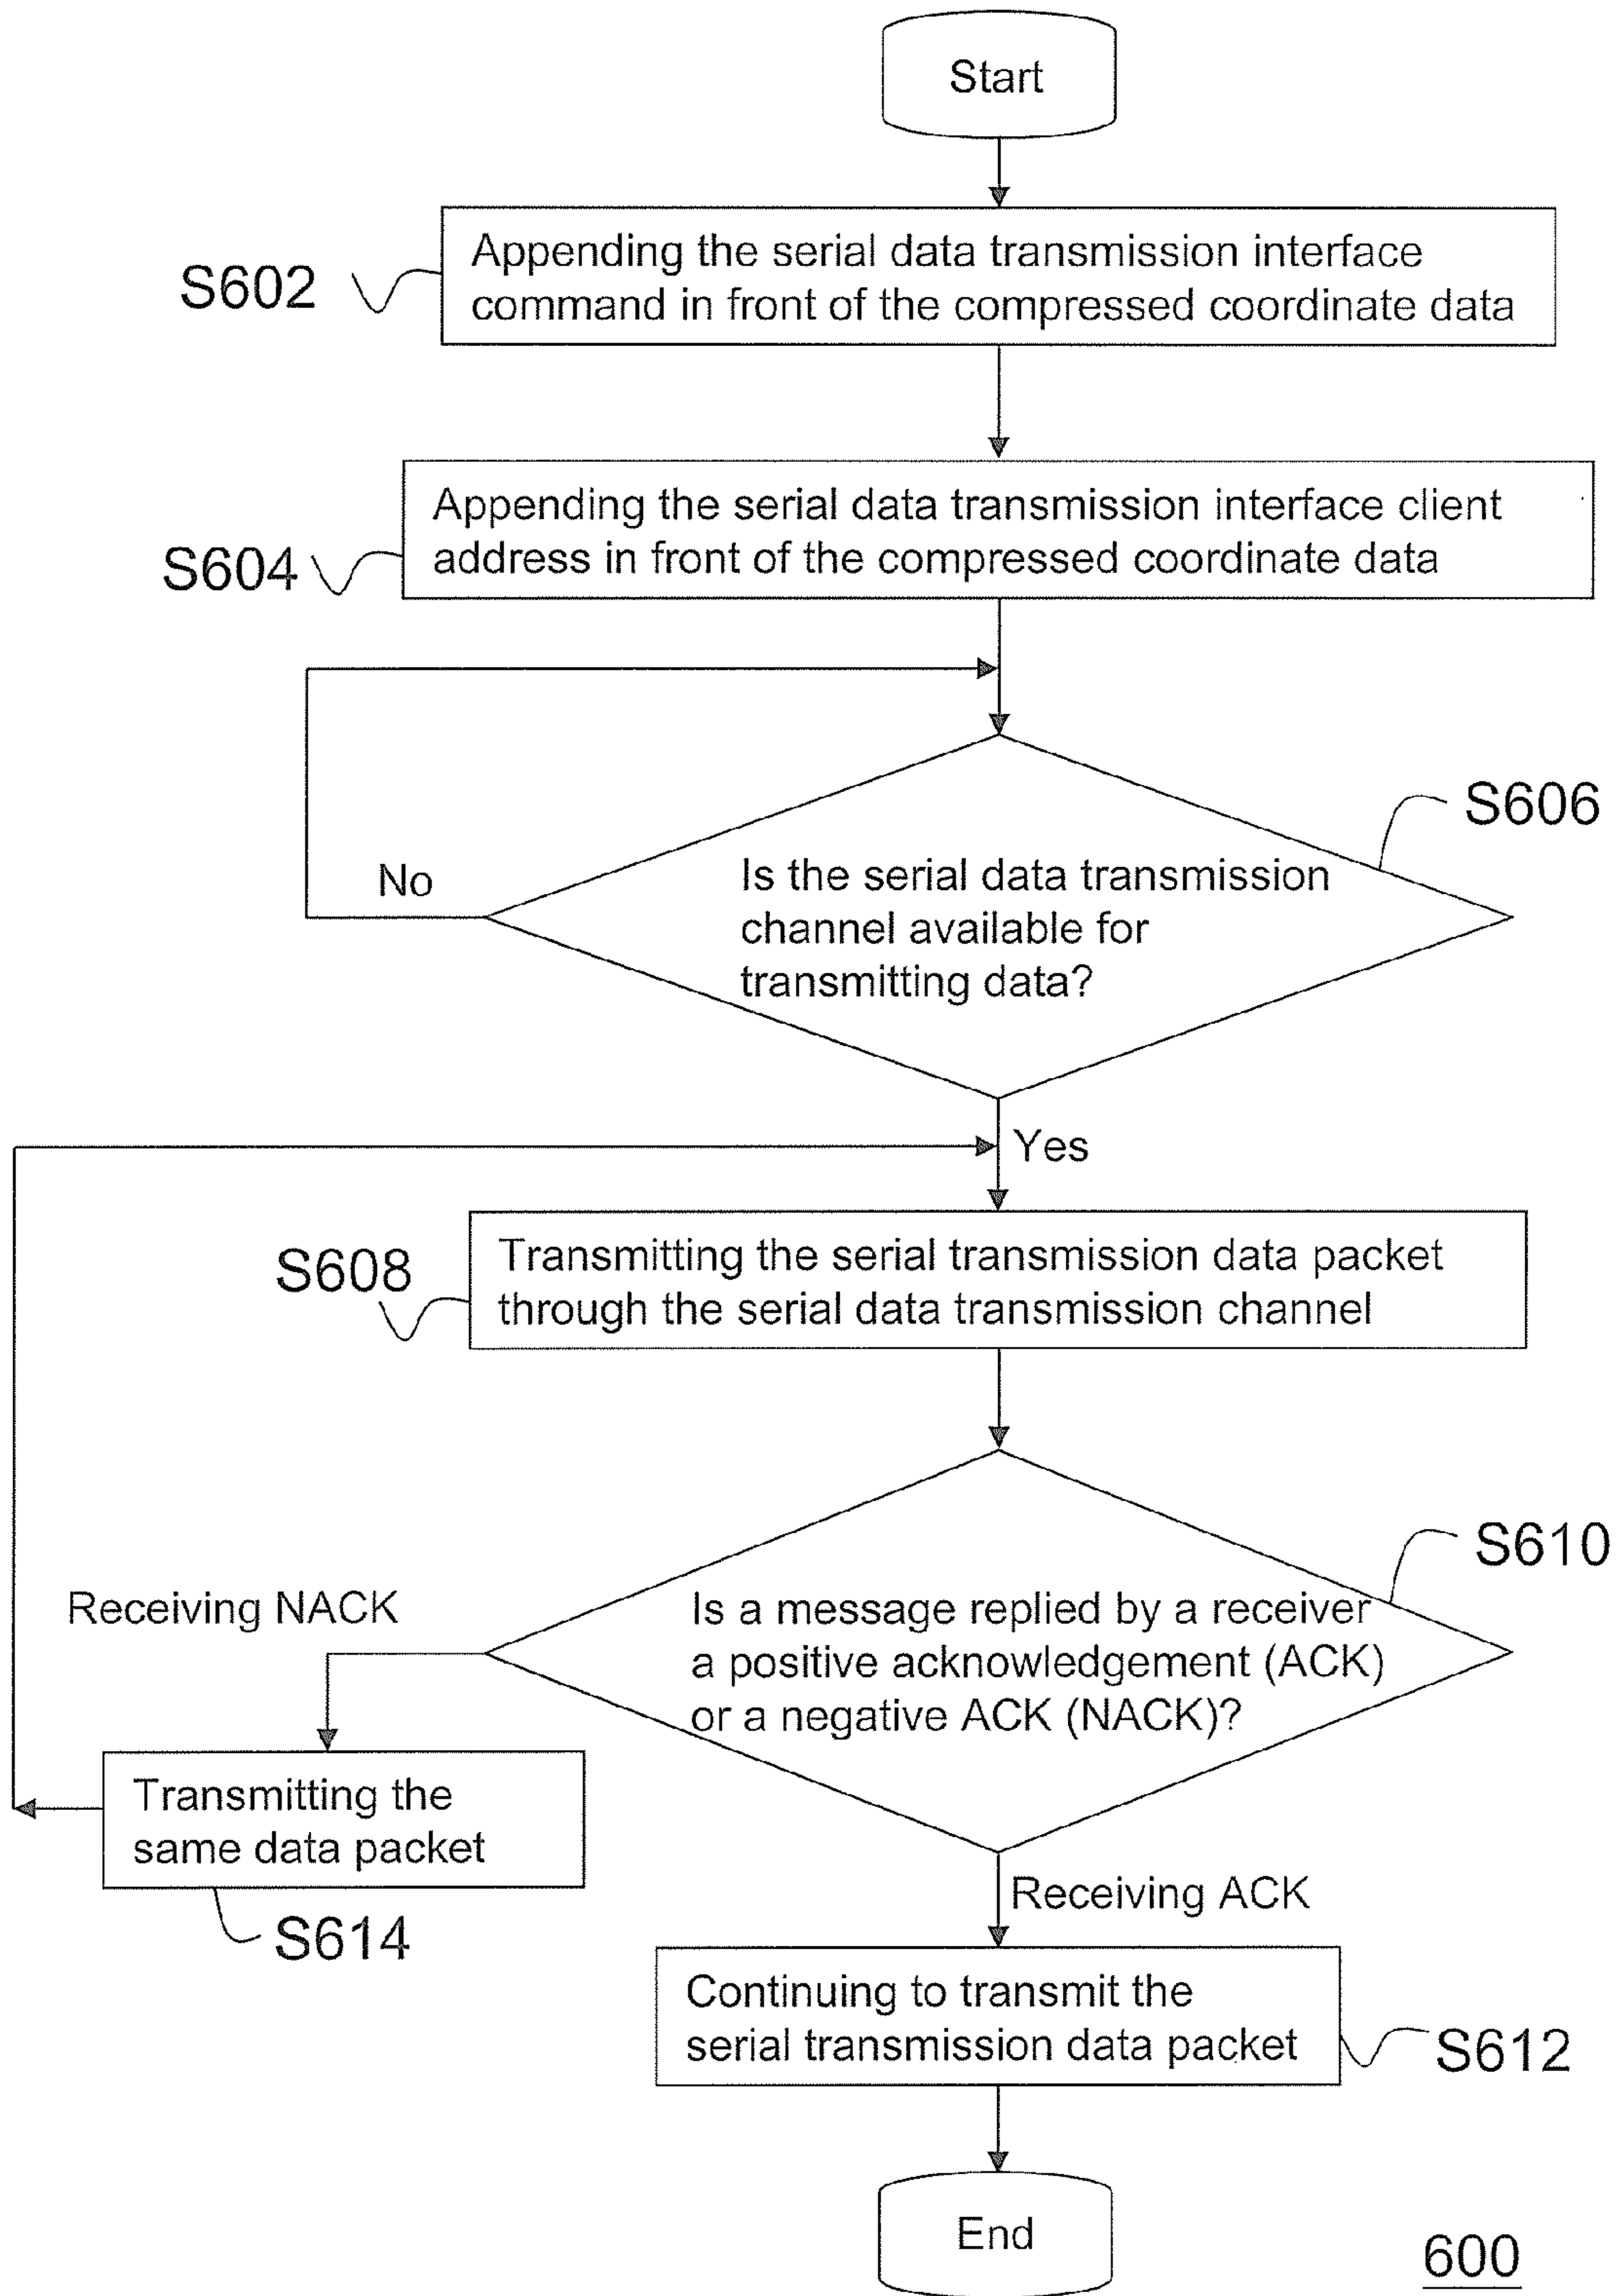 Start
S602
Appending the serial data transmission interface
command in front of the compressed coordinate data
S604
Appending the serial data transmission interface client
address in front of the compressed coordinate data
S606
No
Is the serial data transmission
channel available for
transmitting data?
Yes
S608
Transmitting the serial transmission data packet
through the serial data transmission channel
S610
Receiving NACK
Is a message replied by a receiver
a positive acknowledgement (ACK)
or a negative ACK (NACK)?
Transmitting the
same data packet
S614
Receiving ACK
Continuing to transmit the
serial transmission data packet
S612
End
600